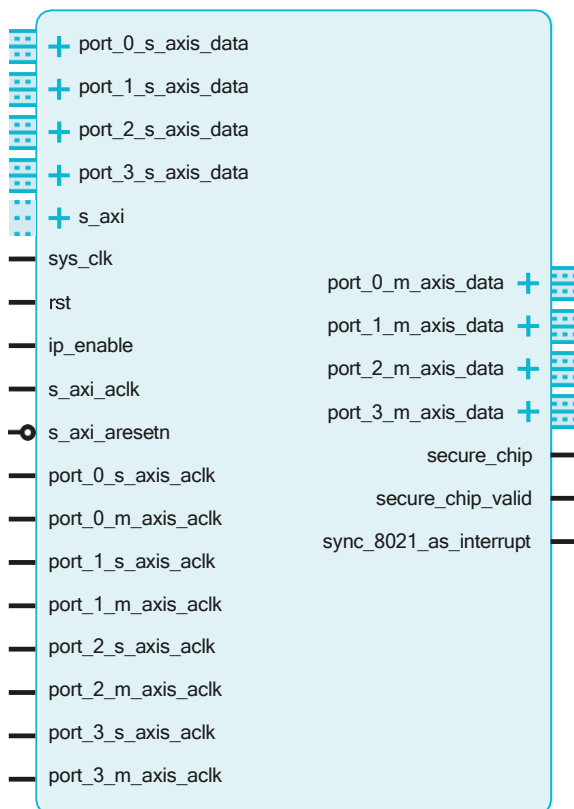 port_0_s_axis_data
port_1_s_axis_data
port_2_s_axis_data
port_3_s_axis_data
s_axi
sys_clk
rst
ip_enable
s_axi_aclk
s_axi_aresetn
port_0_s_axis_aclk
port_0_m_axis_aclk
port_1_s_axis_aclk
port_1_m_axis_aclk
port_2_s_axis_aclk
port_2_m_axis_aclk
port_3_s_axis_aclk
port_3_m_axis_aclk
port_0_m_axis_data
port_1_m_axis_data
port_2_m_axis_data
port_3_m_axis_data
secure_chip
secure_chip_valid
sync_8021_as_interrupt